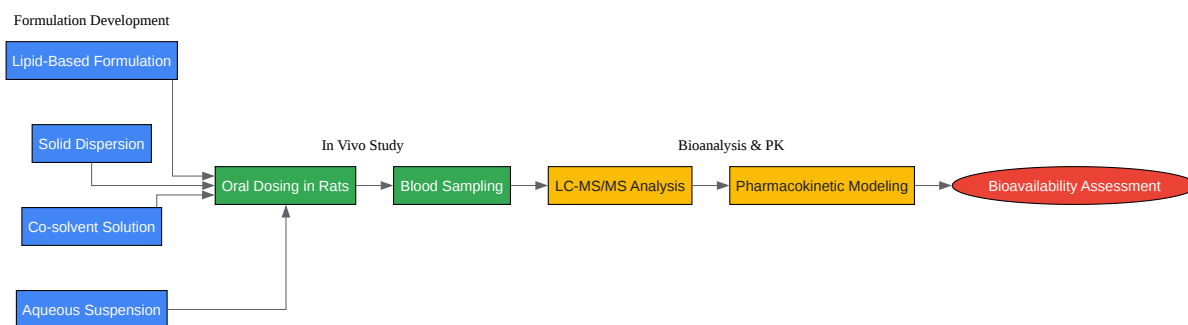 Formulation Development
Lipid-Based Formulation
Solid Dispersion
Co-solvent Solution
Aqueous Suspension
In Vivo Study
Oral Dosing in Rats
Blood Sampling
Bioanalysis & PK
LC-MS/MS Analysis
Pharmacokinetic Modeling
Bioavailability Assessment